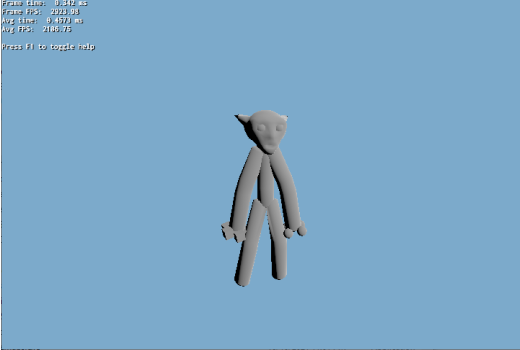 Frame time: 0.342 ms
Frame FPS: 2923.98
Avg time: 0.4573 ms
Avg FPS: 2186.75
Press F1 to toggle help